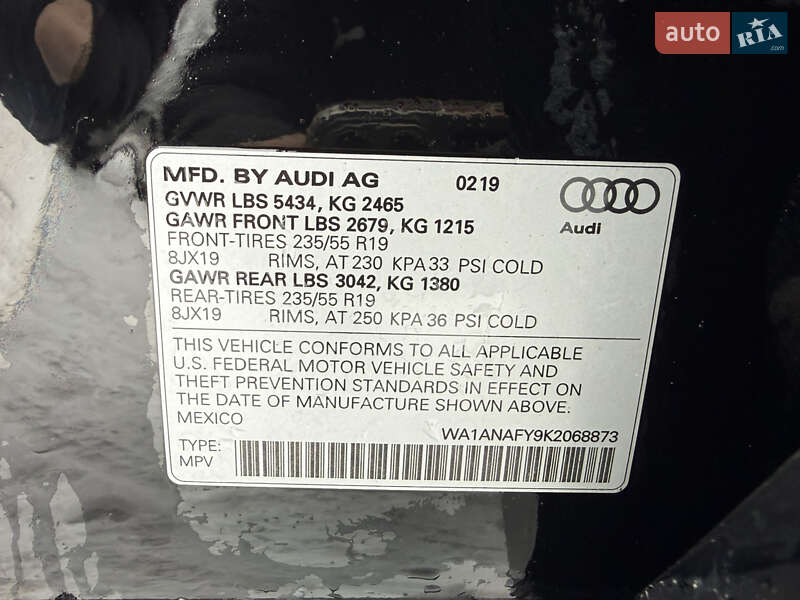 auto RIA .com
MFD. BY AUDI AG 0219
GVWR LBS 5434, KG 2465
GAWR FRONT LBS 2679, KG 1215
Audi
FRONT-TIRES 235/55 R19
8JX19 RIMS, AT 230 KPA 33 PSI COLD
GAWR REAR LBS 3042, KG 1380
REAR-TIRES 235/55 R19
8JX19 RIMS, AT 250 KPA 36 PSI COLD
THIS VEHICLE CONFORMS TO ALL APPLICABLE
U.S. FEDERAL MOTOR VEHICLE SAFETY AND
THEFT PREVENTION STANDARDS IN EFFECT ON
THE DATE OF MANUFACTURE SHOWN ABOVE.
MEXICO
WA1ANAFY9K2068873
TYPE:
MPV